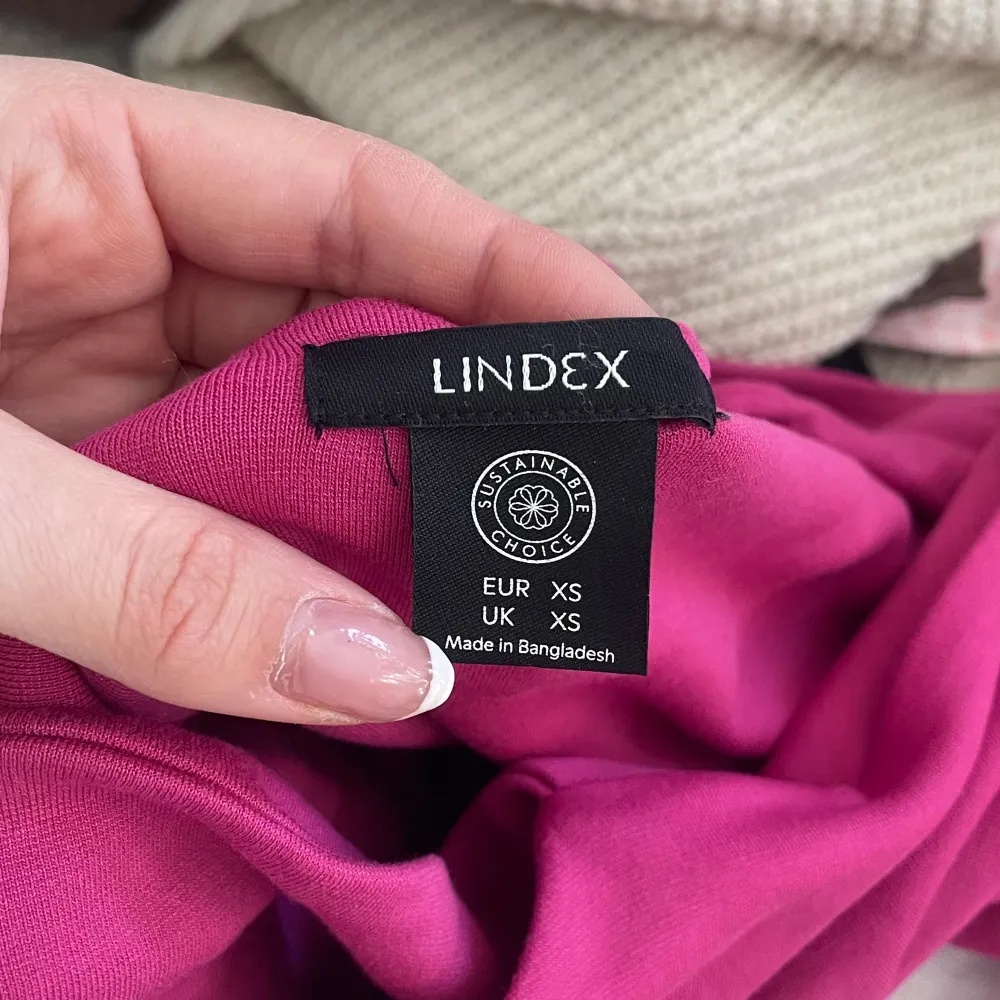 LINDEX
SUSTAINABLE
CHOICE
EUR XS
UK XS
Made in Bangladesh